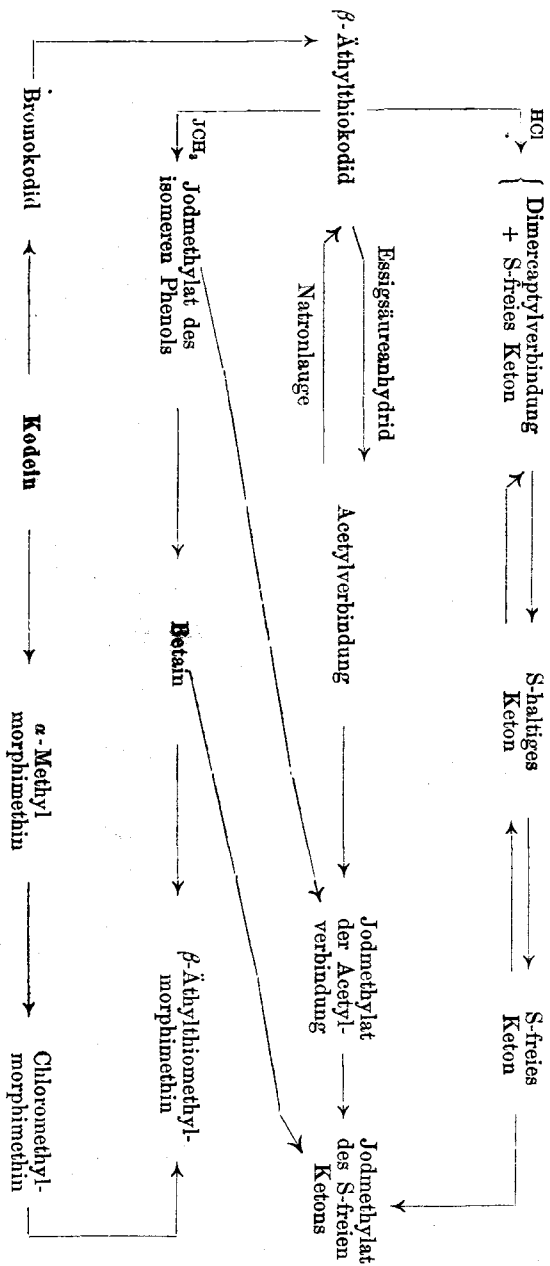 HCl
{ Dimercaptylverbindung
+ S-freies Keton
S-haltiges
Keton
S-freies
Keton
β-Äthylthiokodid
Essigsäureanhydrid
Natronlauge
Acetylverbindung
Jodmethylat
der Acetyl-
verbindung
Jodmethylat
des S-freien
Ketons
JCH₃
Jodmethylat des
isomeren Phenols
Betain
β-Äthylthiomethyl-
morphimethin
Bromokodid
Kodein
α-Methyl
morphimethin
Chloromethyl-
morphimethin